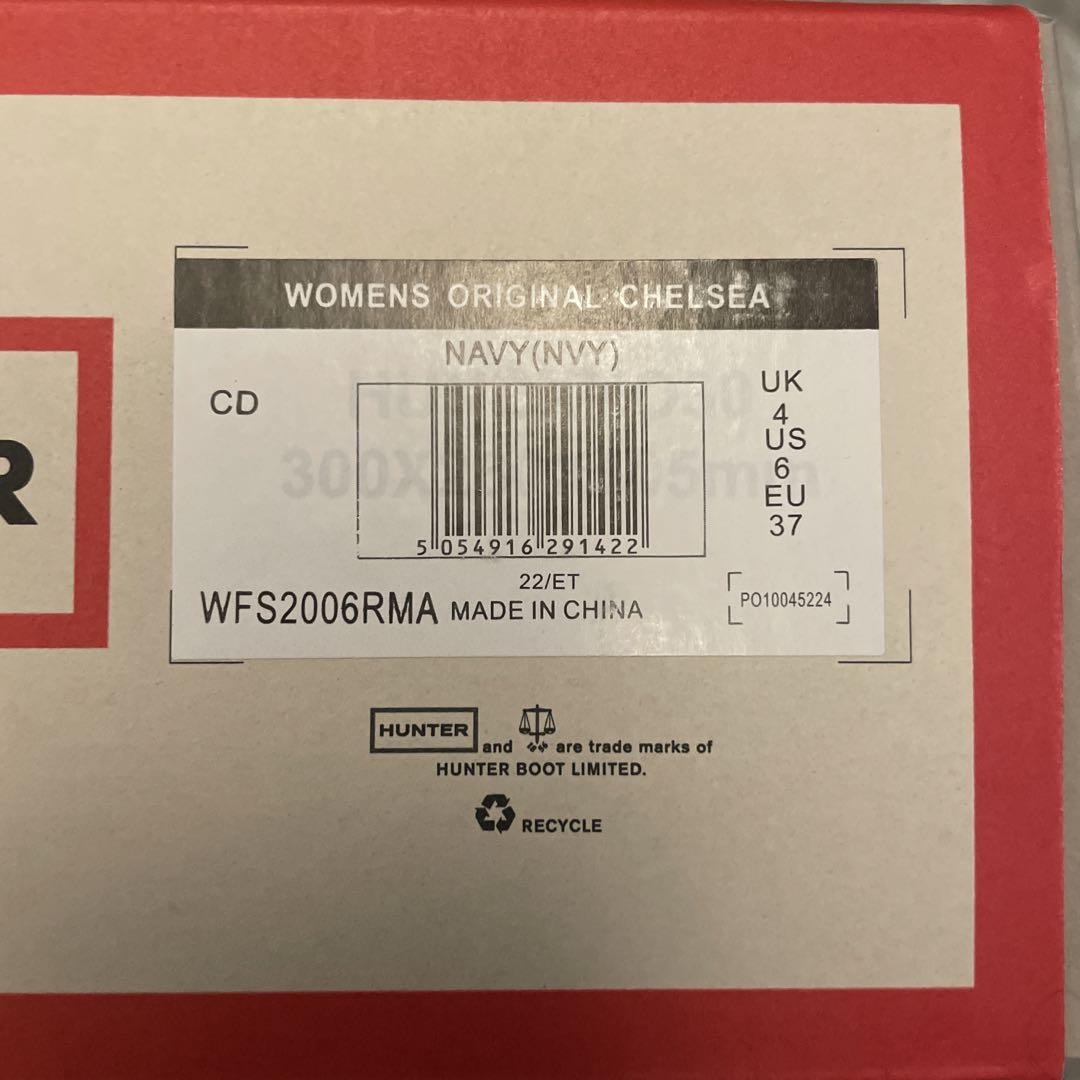 WOMENS ORIGINAL CHELSEA
NAVY(NVY)
CD
UK
4
US
6
EU
37
R
5 054916 291422
22/ET
WFS2006RMA MADE IN CHINA
PO10045224
HUNTER and are trade marks of
HUNTER BOOT LIMITED.
RECYCLE